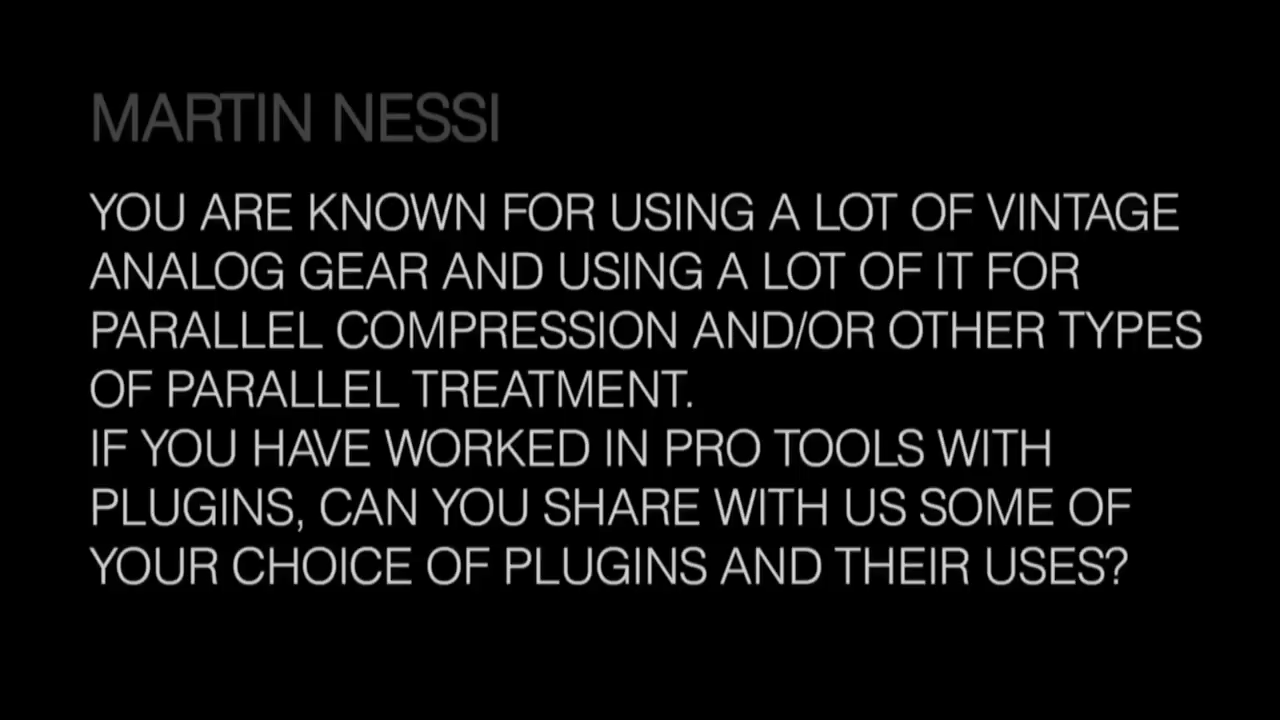 MARTIN NESSI
YOU ARE KNOWN FOR USING A LOT OF VINTAGE
ANALOG GEAR AND USING A LOT OF IT FOR
PARALLEL COMPRESSION AND/OR OTHER TYPES
OF PARALLEL TREATMENT.
IF YOU HAVE WORKED IN PRO TOOLS WITH
PLUGINS, CAN YOU SHARE WITH US SOME OF
YOUR CHOICE OF PLUGINS AND THEIR USES?